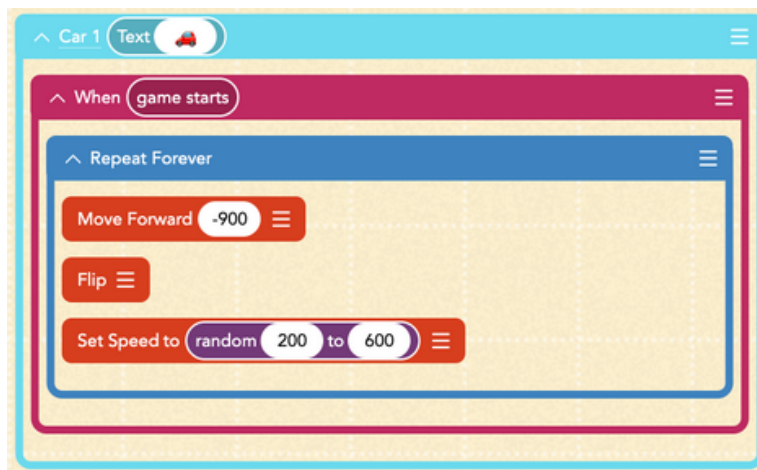 Car 1 Text
When game starts
Repeat Forever
Move Forward -900
Flip
Set Speed to random 200 to 600